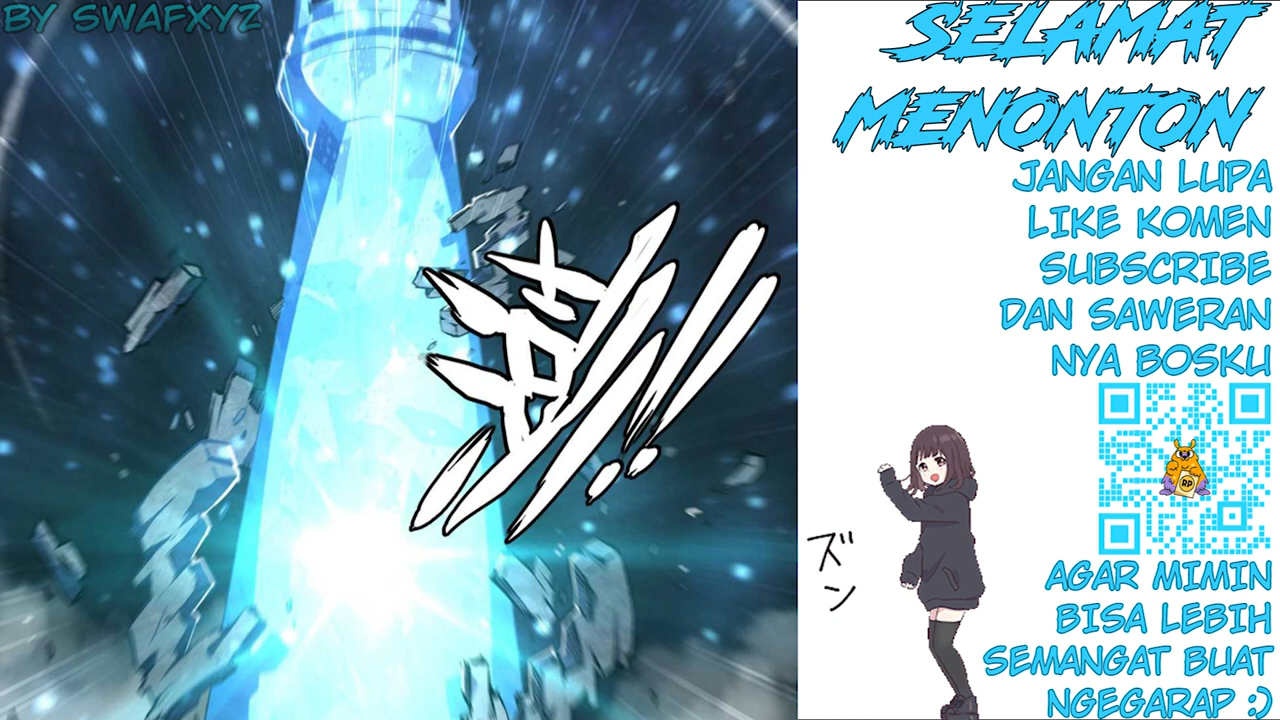 BY SWAFXYZ
SELAMAT
MENONTON
JANGAN LUPA
LIKE KOMEN
SUBSCRIBE
DAN SAWERAN
NYA BOSKU
RP
ズン
AGAR MIMIN
BISA LEBIH
SEMANGAT BUAT
NGEGARAP :)